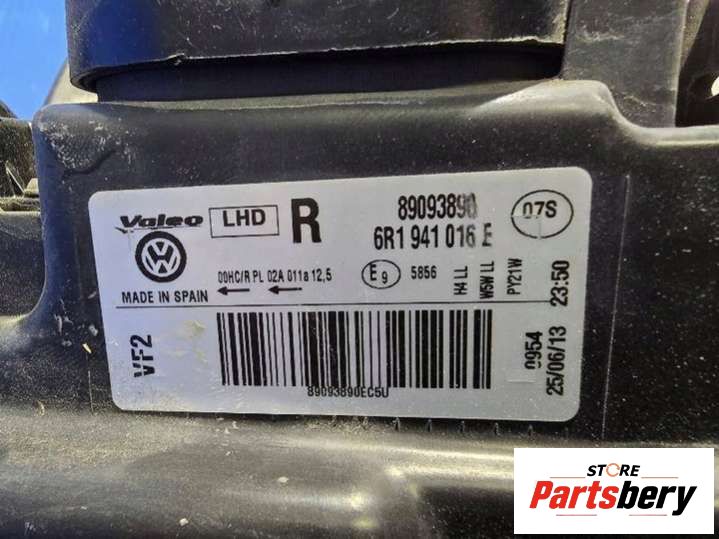 Valeo LHD R 89093890 07S
6R1 941 016 E
00HC/R PL 02A 011a 12,5 E9 5856
MADE IN SPAIN
H4 LL
W5W LL
PY21W
23:50
VF2
0954
25/06/13
89093890EC5U
STORE
Partsbery